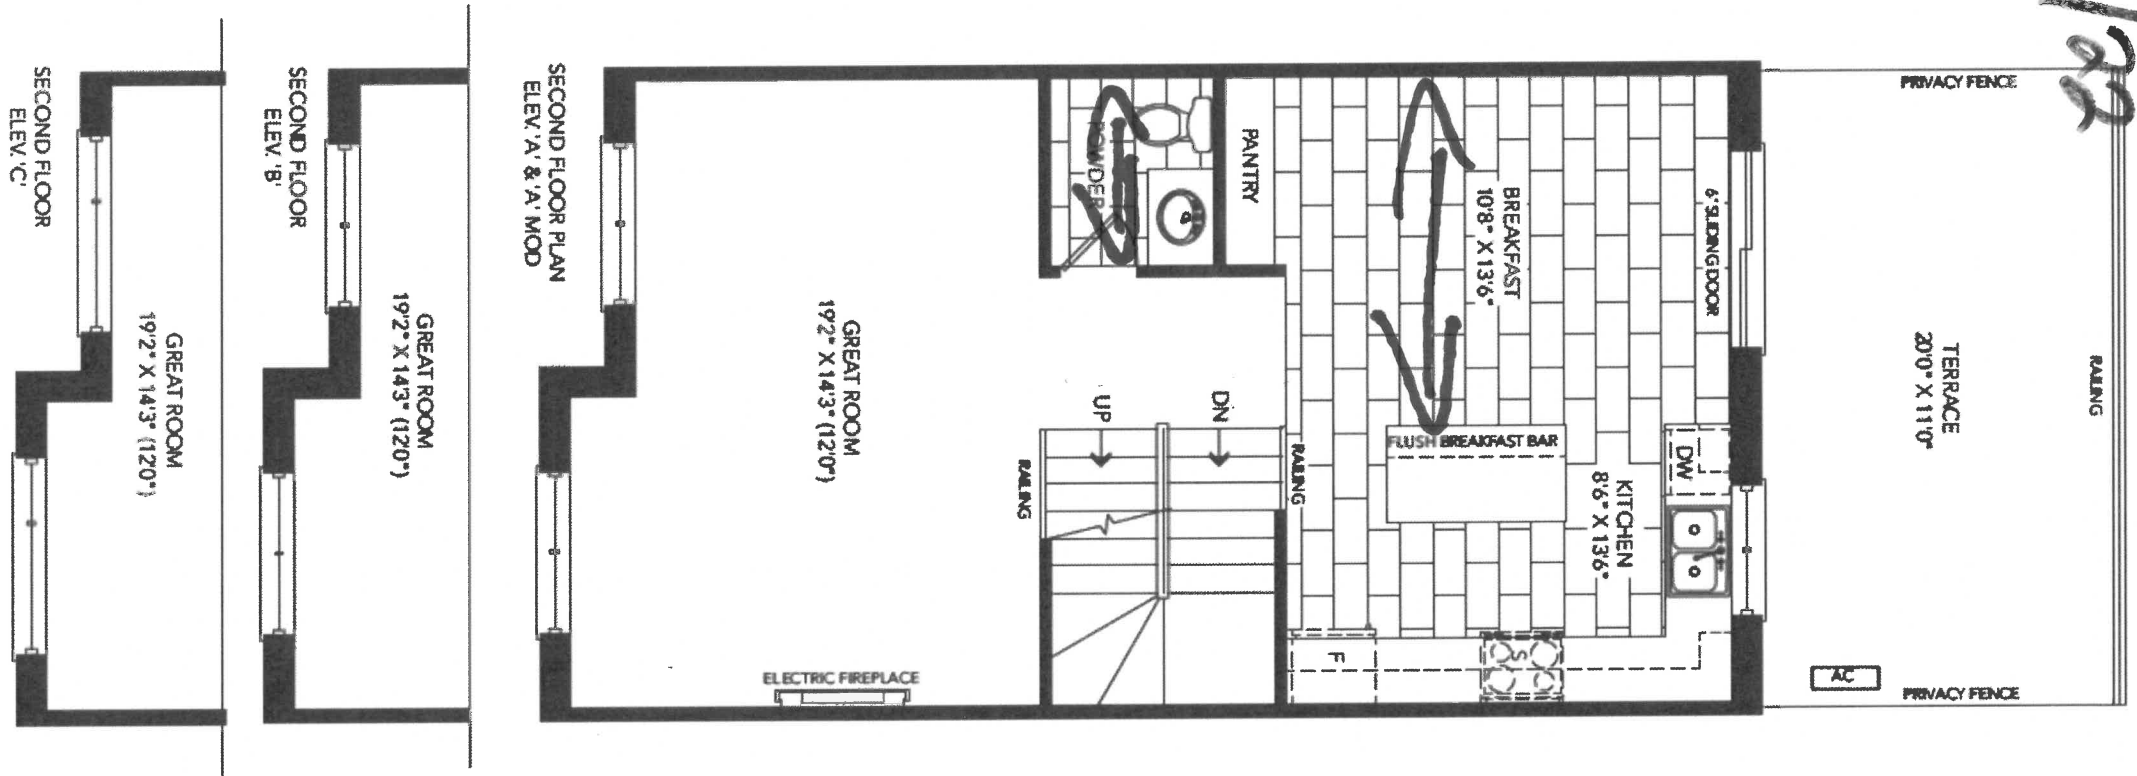 SECOND FLOOR
ELEV. 'C'
GREAT ROOM
19'2" X 14'3" (12'0")
SECOND FLOOR
ELEV. 'B'
GREAT ROOM
19'2" X 14'3" (12'0")
SECOND FLOOR PLAN
ELEV. 'A' & 'A' MOD
GREAT ROOM
19'2" X 14'3" (12'0")
ELECTRIC FIREPLACE
POWDER
PANTRY
UP
DN
RAILING
RAILING
BREAKFAST
10'8" X 13'6"
6' SLIDING DOOR
FLUSH BREAKFAST BAR
DW
KITCHEN
8'6" X 13'6"
F
S
PRIVACY FENCE
TERRACE
20'0" X 11'0"
RAILING
AC
PRIVACY FENCE